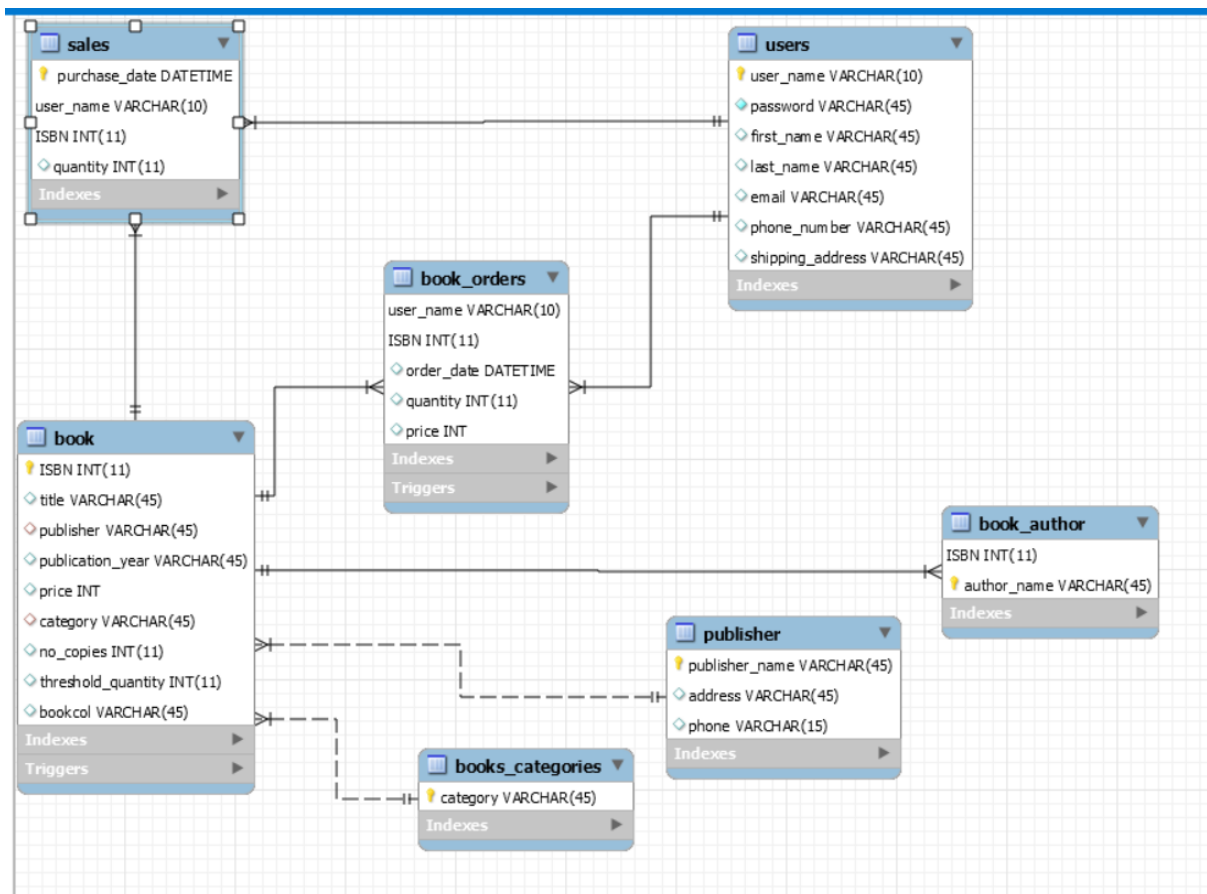 sales
purchase_date DATETIME
user_name VARCHAR(10)
ISBN INT(11)
quantity INT(11)
Indexes
users
user_name VARCHAR(10)
password VARCHAR(45)
first_name VARCHAR(45)
last_name VARCHAR(45)
email VARCHAR(45)
phone_number VARCHAR(45)
shipping_address VARCHAR(45)
Indexes
book_orders
user_name VARCHAR(10)
ISBN INT(11)
order_date DATETIME
quantity INT(11)
price INT
Indexes
Triggers
book
ISBN INT(11)
title VARCHAR(45)
publisher VARCHAR(45)
publication_year VARCHAR(45)
price INT
category VARCHAR(45)
no_copies INT(11)
threshold_quantity INT(11)
bookcol VARCHAR(45)
Indexes
Triggers
book_author
ISBN INT(11)
author_name VARCHAR(45)
Indexes
publisher
publisher_name VARCHAR(45)
address VARCHAR(45)
phone VARCHAR(15)
Indexes
books_categories
category VARCHAR(45)
Indexes